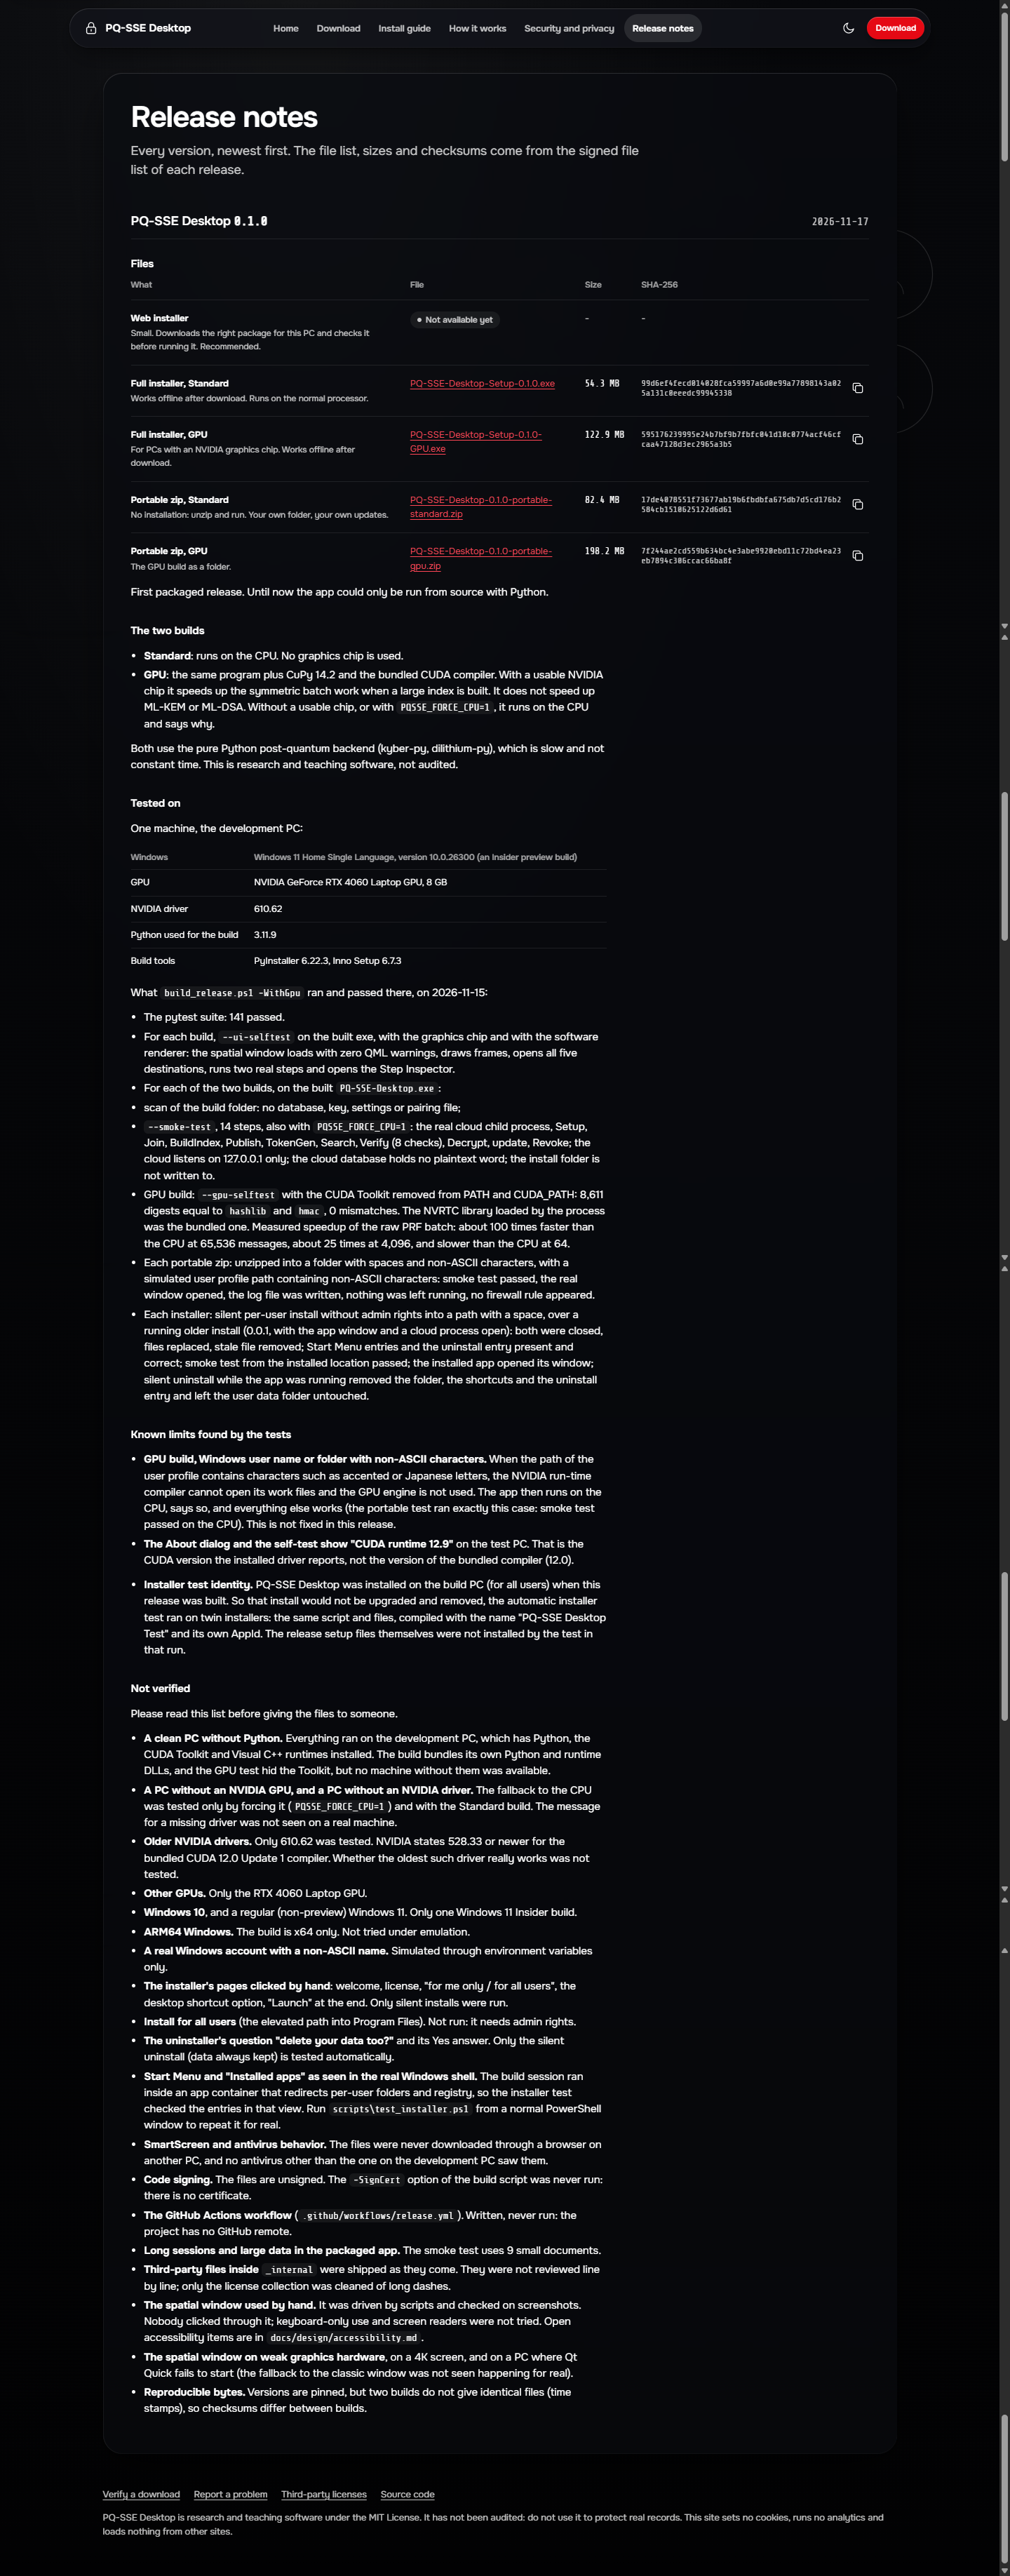 PQ-SSE Desktop
Home
Download
Install guide
How it works
Security and privacy
Release notes
Download
Release notes
Every version, newest first. The file list, sizes and checksums come from the signed file
list of each release.
PQ-SSE Desktop 0.1.0
2026-11-17
Files
What
File
Size
SHA-256
Web installer
Small. Downloads the right package for this PC and checks it
before running it. Recommended.
Not available yet
-
-
Full installer, Standard
Works offline after download. Runs on the normal processor.
PQ-SSE-Desktop-Setup-0.1.0.exe
54.3 MB
Full installer, GPU
For PCs with an NVIDIA graphics chip. Works offline after
download.
PQ-SSE-Desktop-Setup-0.1.0-
GPU.exe
122.9 MB
Portable zip, Standard
No installation: unzip and run. Your own folder, your own updates.
PQ-SSE-Desktop-0.1.0-portable-
standard.zip
82.4 MB
Portable zip, GPU
The GPU build as a folder.
PQ-SSE-Desktop-0.1.0-portable-
gpu.zip
198.2 MB
First packaged release. Until now the app could only be run from source with Python.
The two builds
• Standard: runs on the CPU. No graphics chip is used.
• GPU: the same program plus CuPy 14.2 and the bundled CUDA compiler. With a usable NVIDIA
chip it speeds up the symmetric batch work when a large index is built. It does not speed up
ML-KEM or ML-DSA. Without a usable chip, or with PQSSE_FORCE_CPU=1, it runs on the CPU
and says why.
Both use the pure Python post-quantum backend (kyber-py, dilithium-py), which is slow and not
constant time. This is research and teaching software, not audited.
Tested on
One machine, the development PC:
Windows Windows 11 Home Single Language, version 10.0.26300 (an Insider preview build)
GPU NVIDIA GeForce RTX 4060 Laptop GPU, 8 GB
NVIDIA driver 610.62
Python used for the build 3.11.9
Build tools PyInstaller 6.22.3, Inno Setup 6.7.3
What build_release.ps1 -WithGpu ran and passed there, on 2026-11-15:
• The pytest suite: 141 passed.
• For each build, --ui-selftest on the built exe, with the graphics chip and with the software
renderer: the spatial window loads with zero QML warnings, draws frames, opens all five
destinations, runs two real steps and opens the Step Inspector.
• For each of the two builds, on the built PQ-SSE-Desktop.exe:
• scan of the build folder: no database, key, settings or pairing file;
• --smoke-test, 14 steps, also with PQSSE_FORCE_CPU=1: the real cloud child process, Setup,
Join, BuildIndex, Publish, TokenGen, Search, Verify (8 checks), Decrypt, update, Revoke; the
cloud listens on 127.0.0.1 only; the cloud database holds no plaintext word; the install folder is
not written to.
• GPU build: --gpu-selftest with the CUDA Toolkit removed from PATH and CUDA_PATH: 8,611
digests equal to hashlib and hmac, 0 mismatches. The NVRTC library loaded by the process
was the bundled one. Measured speedup of the raw PRF batch: about 100 times faster than
the CPU at 65,536 messages, about 25 times at 4,096, and slower than the CPU at 64.
• Each portable zip: unzipped into a folder with spaces and non-ASCII characters, with a
simulated user profile path containing non-ASCII characters: smoke test passed, the real
window opened, the log file was written, nothing was left running, no firewall rule appeared.
• Each installer: silent per-user install without admin rights into a path with a space, over a
running older install (0.0.1, with the app window and a cloud process open): both were closed,
files replaced, stale file removed; Start Menu entries and the uninstall entry present and
correct; smoke test from the installed location passed; the installed app opened its window;
silent uninstall while the app was running removed the folder, the shortcuts and the uninstall
entry and left the user data folder untouched.
Known limits found by the tests
• GPU build, Windows user name or folder with non-ASCII characters. When the path of the
user profile contains characters such as accented or Japanese letters, the NVIDIA run-time
compiler cannot open its work files and the GPU engine is not used. The app then runs on the
CPU, says so, and everything else works (the portable test ran exactly this case: smoke test
passed on the CPU). This is not fixed in this release.
• The About dialog and the self-test show "CUDA runtime 12.9" on the test PC. That is the
CUDA version the installed driver reports, not the version of the bundled compiler (12.0).
• Installer test identity. PQ-SSE Desktop was installed on the build PC (for all users) when this
release was built. So that install would not be upgraded and removed, the automatic installer
test ran on twin installers: the same script and files, compiled with the name "PQ-SSE Desktop
Test" and its own AppId. The release setup files themselves were not installed by the test in
that run.
Not verified
Please read this list before giving the files to someone.
• A clean PC without Python. Everything ran on the development PC, which has Python, the
CUDA Toolkit and Visual C++ runtimes installed. The build bundles its own Python and runtime
DLLs, and the GPU test hid the Toolkit, but no machine without them was available.
• A PC without an NVIDIA GPU, and a PC without an NVIDIA driver. The fallback to the CPU
was tested only by forcing it (PQSSE_FORCE_CPU=1) and with the Standard build. The message
for a missing driver was not seen on a real machine.
• Older NVIDIA drivers. Only 610.62 was tested. NVIDIA states 528.33 or newer for the
bundled CUDA 12.0 Update 1 compiler. Whether the oldest such driver really works was not
tested.
• Other GPUs. Only the RTX 4060 Laptop GPU.
• Windows 10, and a regular (non-preview) Windows 11. Only one Windows 11 Insider build.
• ARM64 Windows. The build is x64 only. Not tried under emulation.
• A real Windows account with a non-ASCII name. Simulated through environment variables
only.
• The installer's pages clicked by hand: welcome, license, "for me only / for all users", the
desktop shortcut option, "Launch" at the end. Only silent installs were run.
• Install for all users (the elevated path into Program Files). Not run: it needs admin rights.
• The uninstaller's question "delete your data too?" and its Yes answer. Only the silent
uninstall (data always kept) is tested automatically.
• Start Menu and "Installed apps" as seen in the real Windows shell. The build session ran
inside an app container that redirects per-user folders and registry, so the installer test
checked the entries in that view. Run scripts\test_installer.ps1 from a normal PowerShell
window to repeat it for real.
• SmartScreen and antivirus behavior. The files were never downloaded through a browser on
another PC, and no antivirus other than the one on the development PC saw them.
• Code signing. The files are unsigned. The -SignCert option of the build script was never run:
there is no certificate.
• The GitHub Actions workflow (.github/workflows/release.yml). Written, never run: the
project has no GitHub remote.
• Long sessions and large data in the packaged app. The smoke test uses 9 small documents.
• Third-party files inside _internal were shipped as they come. They were not reviewed line
by line; only the license collection was cleaned of long dashes.
• The spatial window used by hand. It was driven by scripts and checked on screenshots.
Nobody clicked through it; keyboard-only use and screen readers were not tried. Open
accessibility items are in docs/design/accessibility.md.
• The spatial window on weak graphics hardware, on a 4K screen, and on a PC where Qt
Quick fails to start (the fallback to the classic window was not seen happening for real).
• Reproducible bytes. Versions are pinned, but two builds do not give identical files (time
stamps), so checksums differ between builds.
Verify a download
Report a problem
Third-party licenses
Source code
PQ-SSE Desktop is research and teaching software under the MIT License. It has not been audited: do not use it to protect real records. This site sets no cookies, runs no analytics and
loads nothing from other sites.